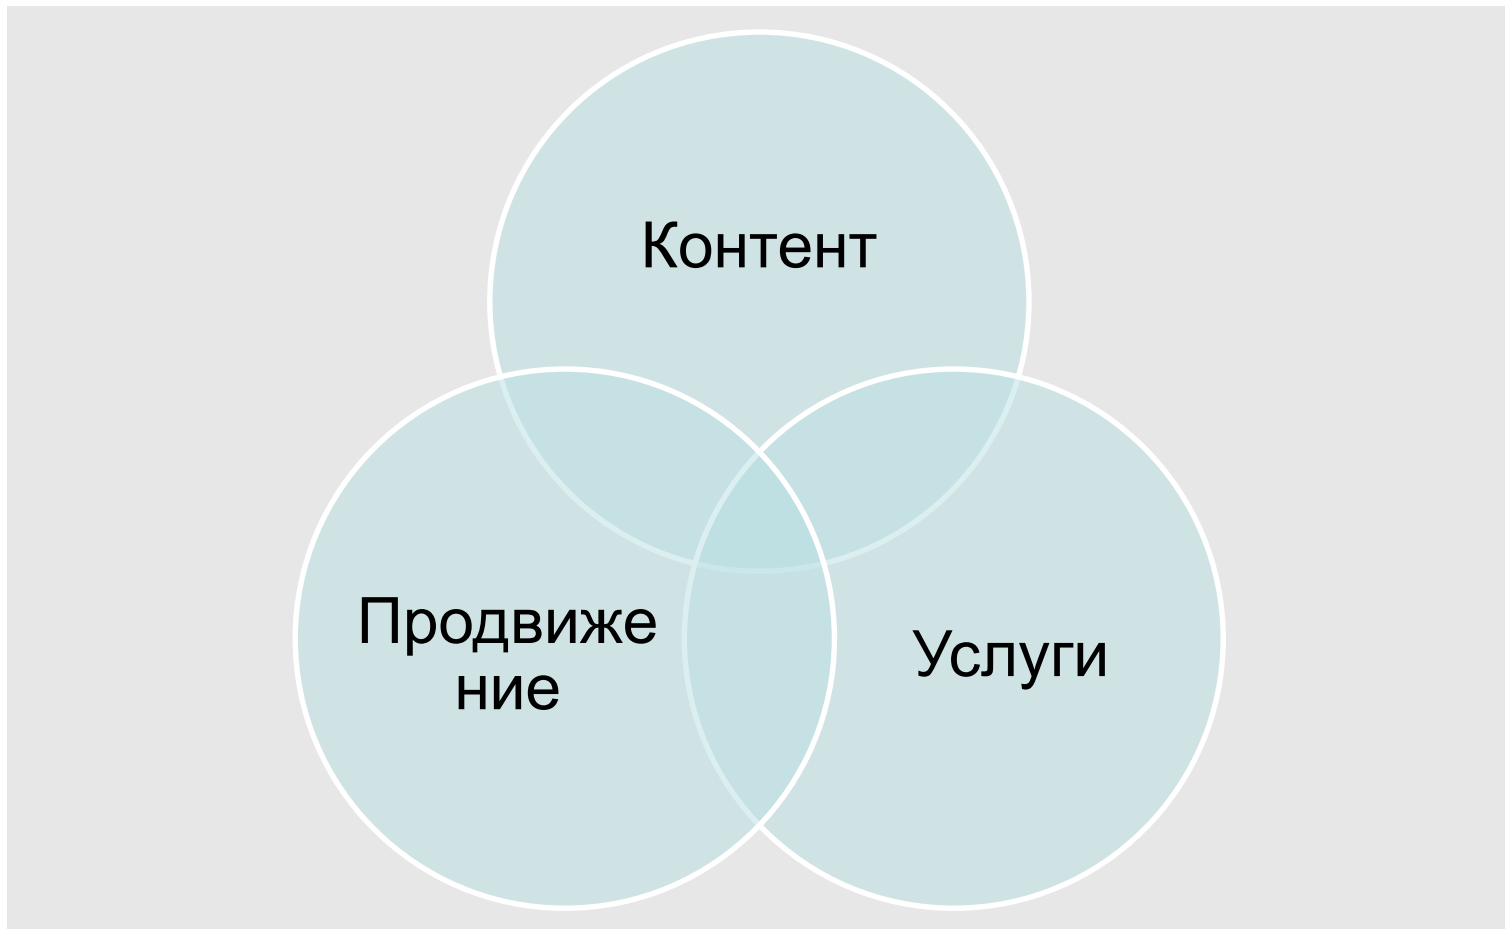 Контент
Продвиже
ние
Услуги